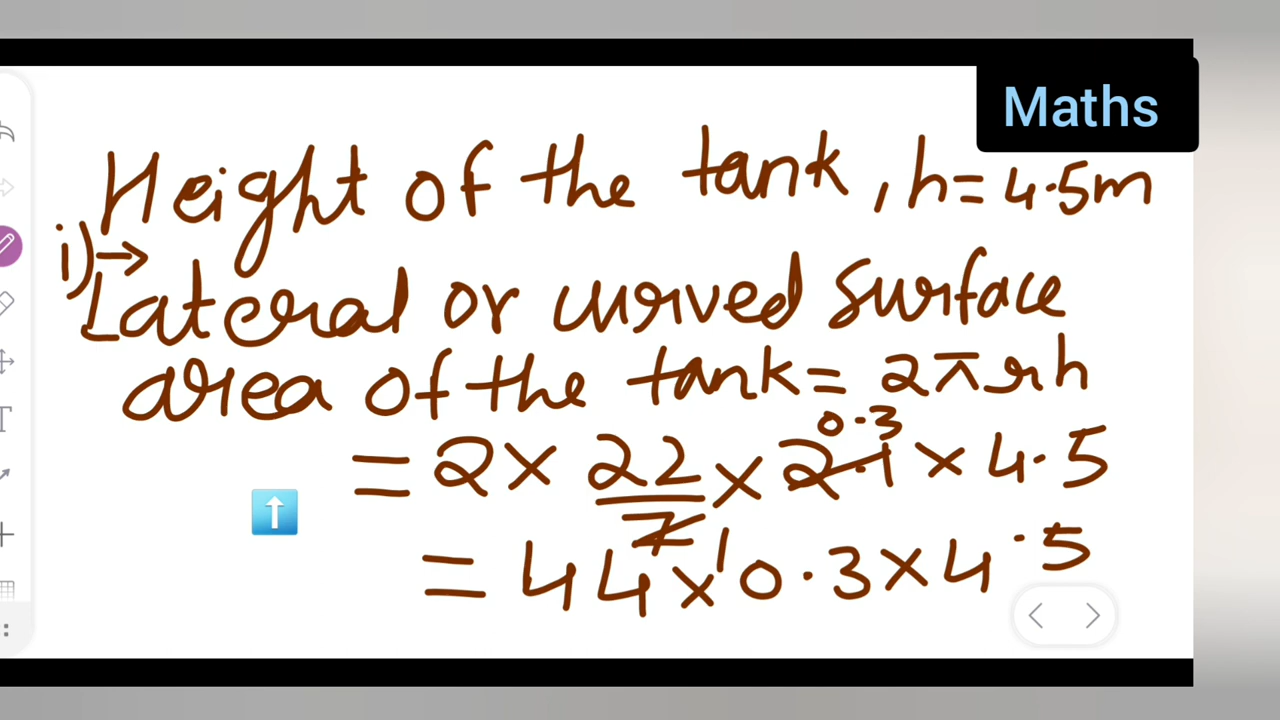 Maths
Height of the tank, h = 4.5m
i) →
Lateral or curved surface
area of the tank = 2πrh
0.3
= 2 × 22/7 × 2.1 × 4.5
1
= 44 × 0.3 × 4.5